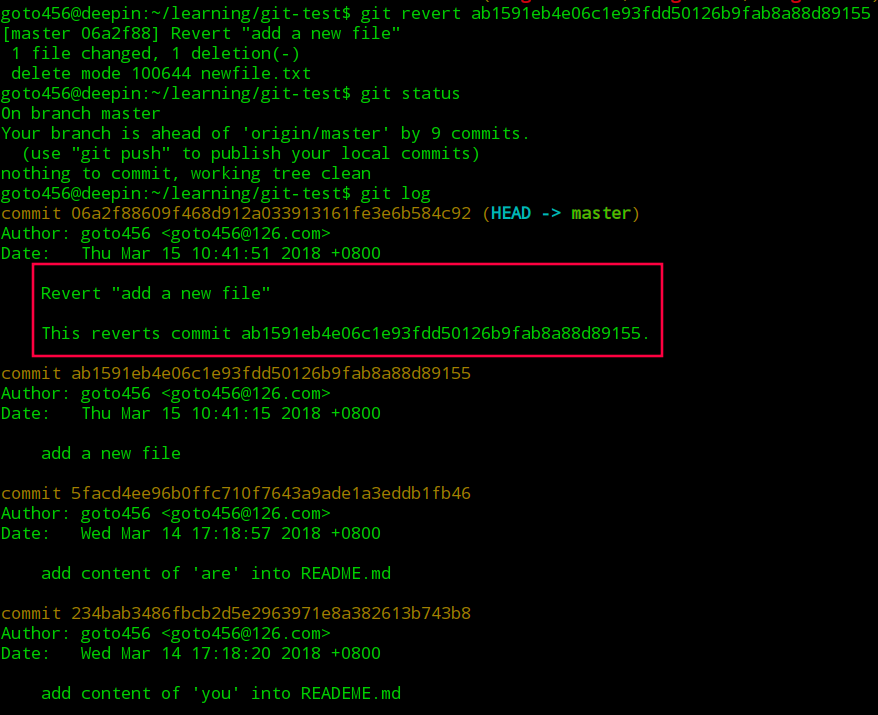 goto456@deepin:~/learning/git-test$ git revert ab1591eb4e06c1e93fdd50126b9fab8a88d89155
[master 06a2f88] Revert "add a new file"
 1 file changed, 1 deletion(-)
 delete mode 100644 newfile.txt
goto456@deepin:~/learning/git-test$ git status
On branch master
Your branch is ahead of 'origin/master' by 9 commits.
  (use "git push" to publish your local commits)
nothing to commit, working tree clean
goto456@deepin:~/learning/git-test$ git log
commit 06a2f88609f468d912a033913161fe3e6b584c92 (HEAD -> master)
Author: goto456 <goto456@126.com>
Date:   Thu Mar 15 10:41:51 2018 +0800
    Revert "add a new file"
    This reverts commit ab1591eb4e06c1e93fdd50126b9fab8a88d89155.
commit ab1591eb4e06c1e93fdd50126b9fab8a88d89155
Author: goto456 <goto456@126.com>
Date:   Thu Mar 15 10:41:15 2018 +0800
    add a new file
commit 5facd4ee96b0ffc710f7643a9ade1a3eddb1fb46
Author: goto456 <goto456@126.com>
Date:   Wed Mar 14 17:18:57 2018 +0800
    add content of 'are' into README.md
commit 234bab3486fbcb2d5e2963971e8a382613b743b8
Author: goto456 <goto456@126.com>
Date:   Wed Mar 14 17:18:20 2018 +0800
    add content of 'you' into READEME.md